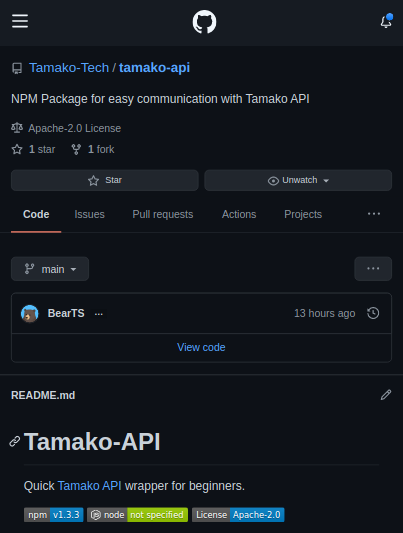 Tamako-Tech / tamako-api
NPM Package for easy communication with Tamako API
Apache-2.0 License
1 star 1 fork
Star Unwatch
Code Issues Pull requests Actions Projects ...
main ...
BearTS ... 13 hours ago
View code
README.md
Tamako-API
Quick Tamako API wrapper for beginners.
npm v1.3.3 node not specified License Apache-2.0